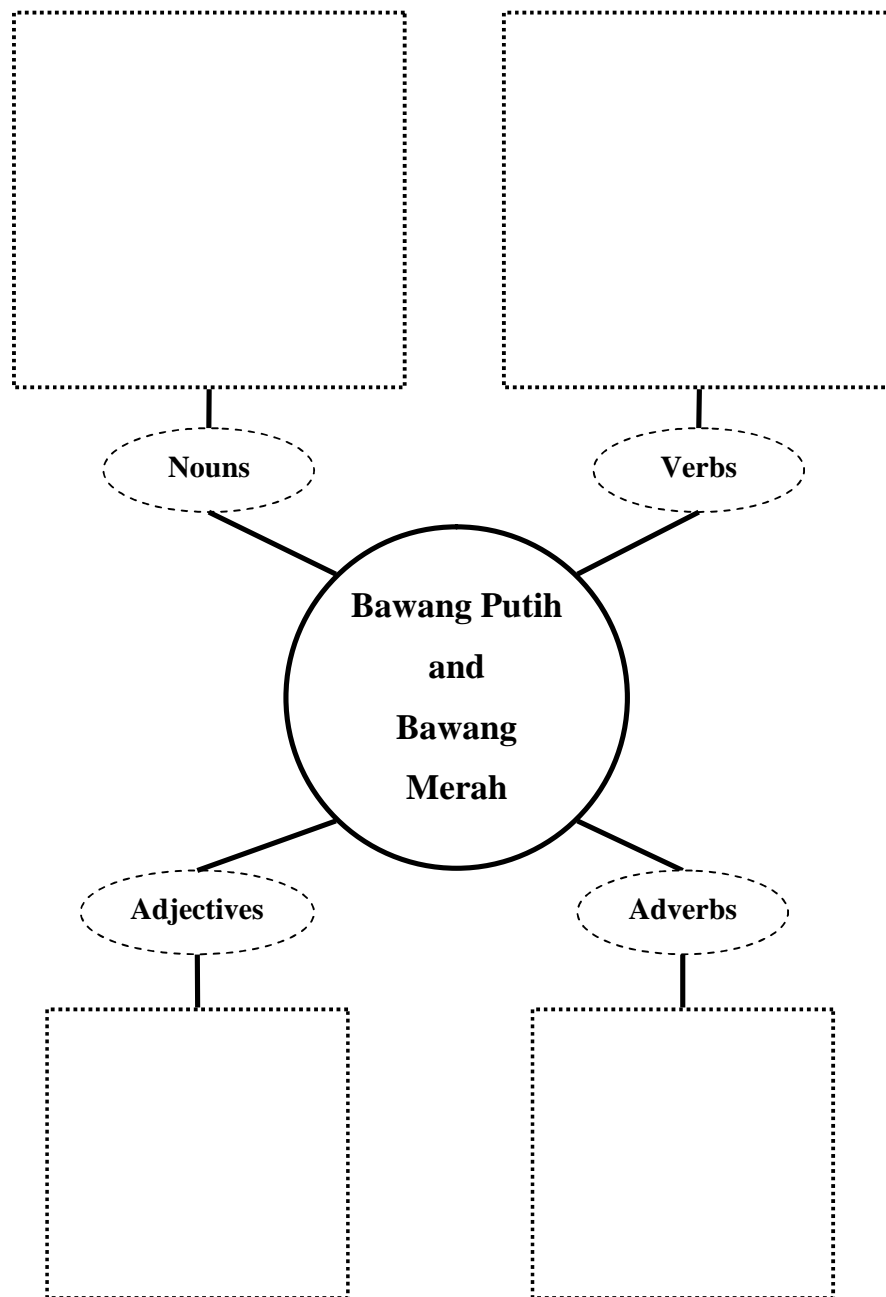 Nouns
Verbs
Bawang Putih
and
Bawang
Merah
Adjectives
Adverbs